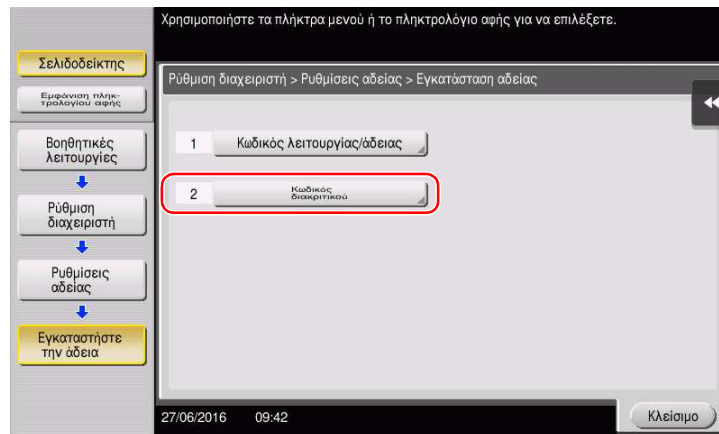 Χρησιμοποιήστε τα πλήκτρα μενού ή το πληκτρολόγιο αφής για να επιλέξετε.
Σελιδοδείκτης
Εμφάνιση πληκ-
τρολογίου αφής
Βοηθητικές
λειτουργίες
Ρύθμιση
διαχειριστή
Ρυθμίσεις
αδείας
Εγκαταστήστε
την άδεια
Ρύθμιση διαχειριστή > Ρυθμίσεις αδείας > Εγκατάσταση αδείας
1 Κωδικός λειτουργίας/άδειας
2 Κωδικός
διακριτικού
27/06/2016 09:42
Κλείσιμο